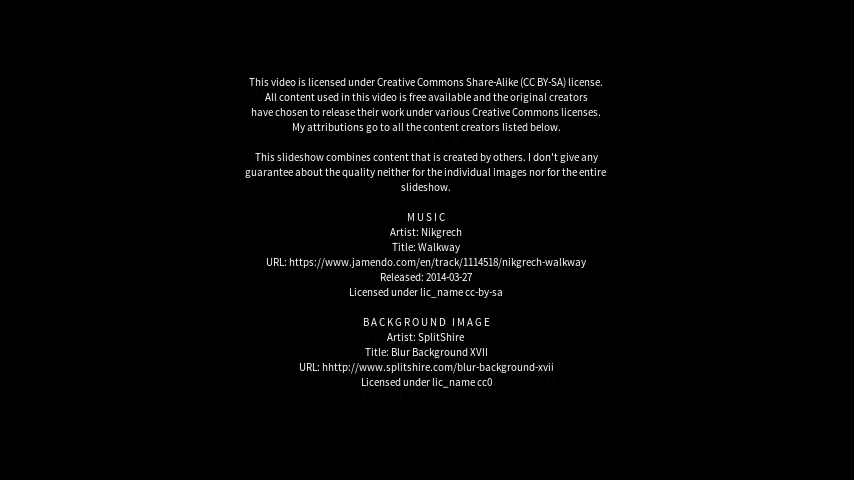 This video is licensed under Creative Commons Share-Alike (CC BY-SA) license.
All content used in this video is free available and the original creators
have chosen to release their work under various Creative Commons licenses.
My attributions go to all the content creators listed below.
This slideshow combines content that is created by others. I don't give any
guarantee about the quality neither for the individual images nor for the entire
slideshow.
M U S I C
Artist: Nikgrech
Title: Walkway
URL: https://www.jamendo.com/en/track/1114518/nikgrech-walkway
Released: 2014-03-27
Licensed under lic_name cc-by-sa
B A C K G R O U N D   I M A G E
Artist: SplitShire
Title: Blur Background XVII
URL: hhttp://www.splitshire.com/blur-background-xvii
Licensed under lic_name cc0